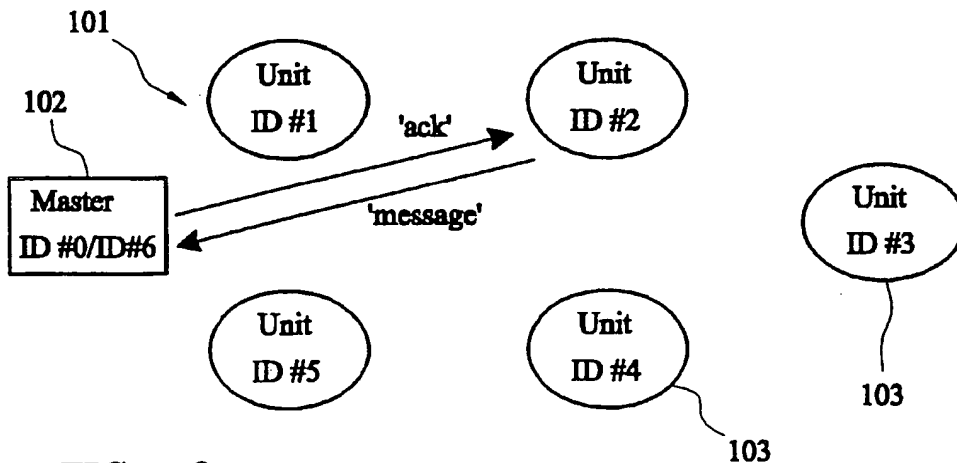 101
Unit
ID #1
Unit
ID #2
102
'ack'
Master
ID #0/ID#6
'message'
Unit
ID #3
Unit
ID #5
Unit
ID #4
103
103